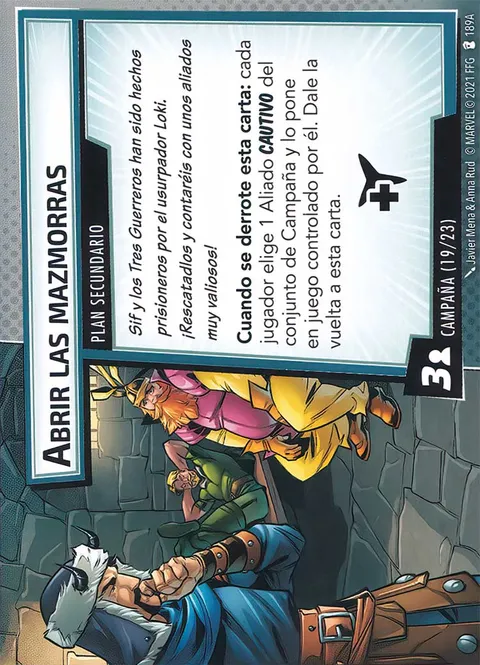 ABRIR LAS MAZMORRAS
PLAN SECUNDARIO
Sif y los Tres Guerreros han sido hechos
prisioneros por el usurpador Loki.
¡Rescatadlos y contaréis con unos aliados
muy valiosos!
Cuando se derrote esta carta: cada
jugador elige 1 Aliado CAUTIVO del
conjunto de Campaña y lo pone
en juego controlado por él. Dale la
vuelta a esta carta.
3
CAMPAÑA (19/23)
Javier Mena & Anna Rud © MARVEL © 2021 FFG 189A